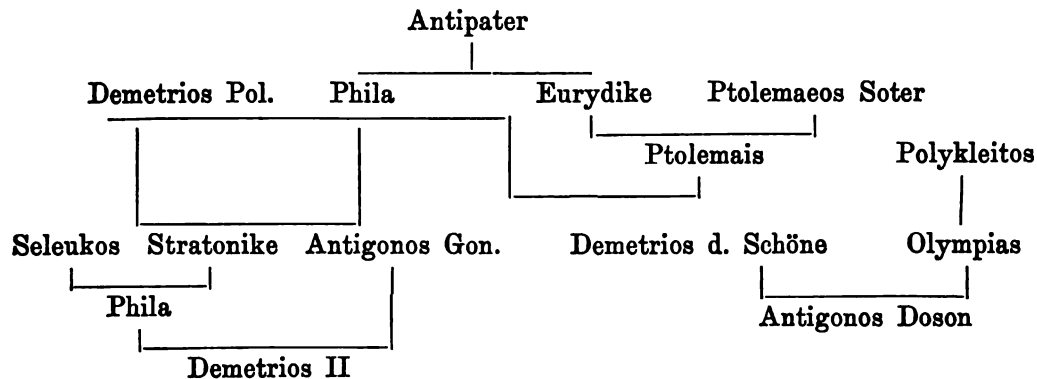 Antipater
Demetrios Pol. Phila Eurydike Ptolemaeos Soter
Ptolemais Polykleitos
Seleukos Stratonike Antigonos Gon. Demetrios d. Schöne Olympias
Phila Antigonos Doson
Demetrios II